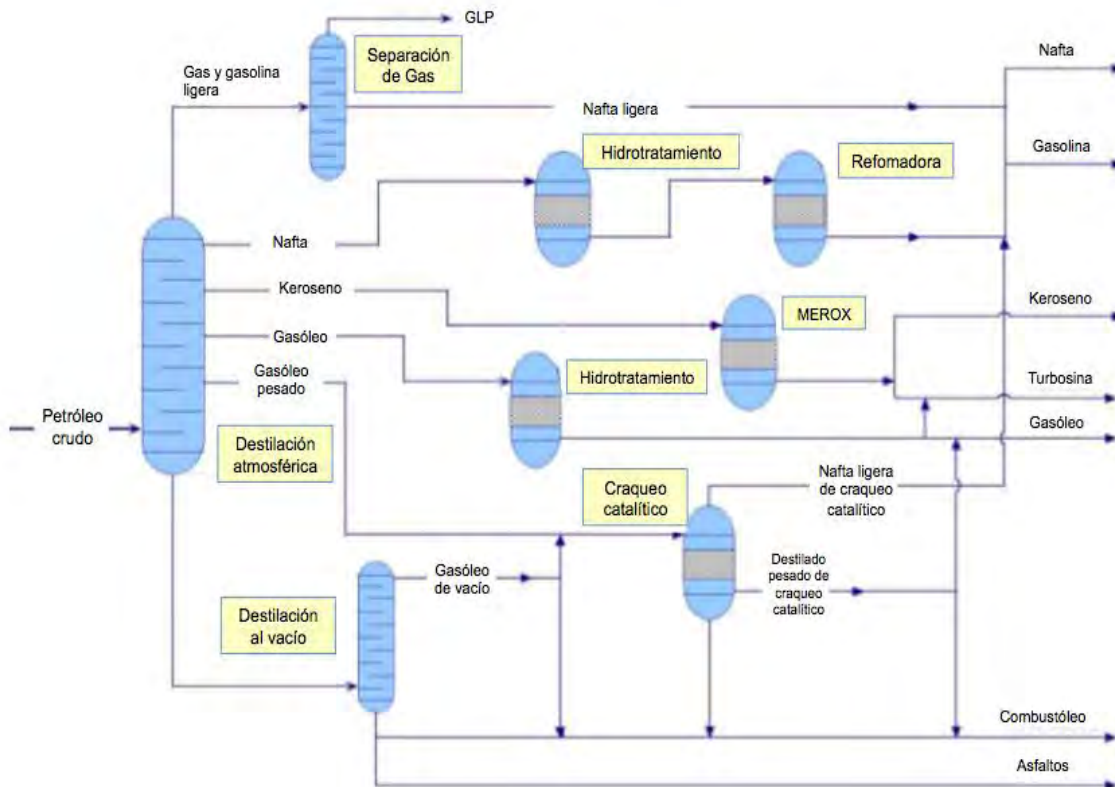 GLP
Separación
de Gas
Gas y gasolina
ligera
Nafta
Nafta ligera
Hidrotratamiento
Refomadora
Gasolina
Nafta
Keroseno
Keroseno
MEROX
Gasóleo
Hidrotratamiento
Gasóleo
pesado
Turbosina
Petróleo
crudo
Gasóleo
Destilación
atmosférica
Craqueo
catalítico
Nafta ligera
de craqueo
catalítico
Gasóleo
de vacío
Destilado
pesado de
craqueo
catalítico
Destilación
al vacío
Combustóleo
Asfaltos